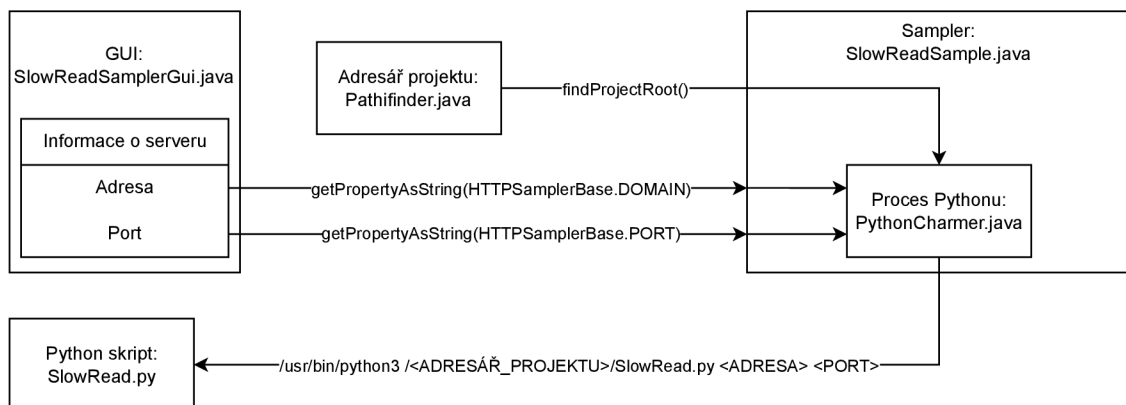 GUI:
SlowReadSamplerGui.java
Informace o serveru
Adresa
Port
Adresář projektu:
Pathifinder.java
findProjectRoot()
Sampler:
SlowReadSample.java
getPropertyAsString(HTTPSamplerBase.DOMAIN)
getPropertyAsString(HTTPSamplerBase.PORT)
Proces Pythonu:
PythonCharmer.java
Python skript:
SlowRead.py
/usr/bin/python3 /<ADRESÁŘ_PROJEKTU>/SlowRead.py <ADRESA> <PORT>